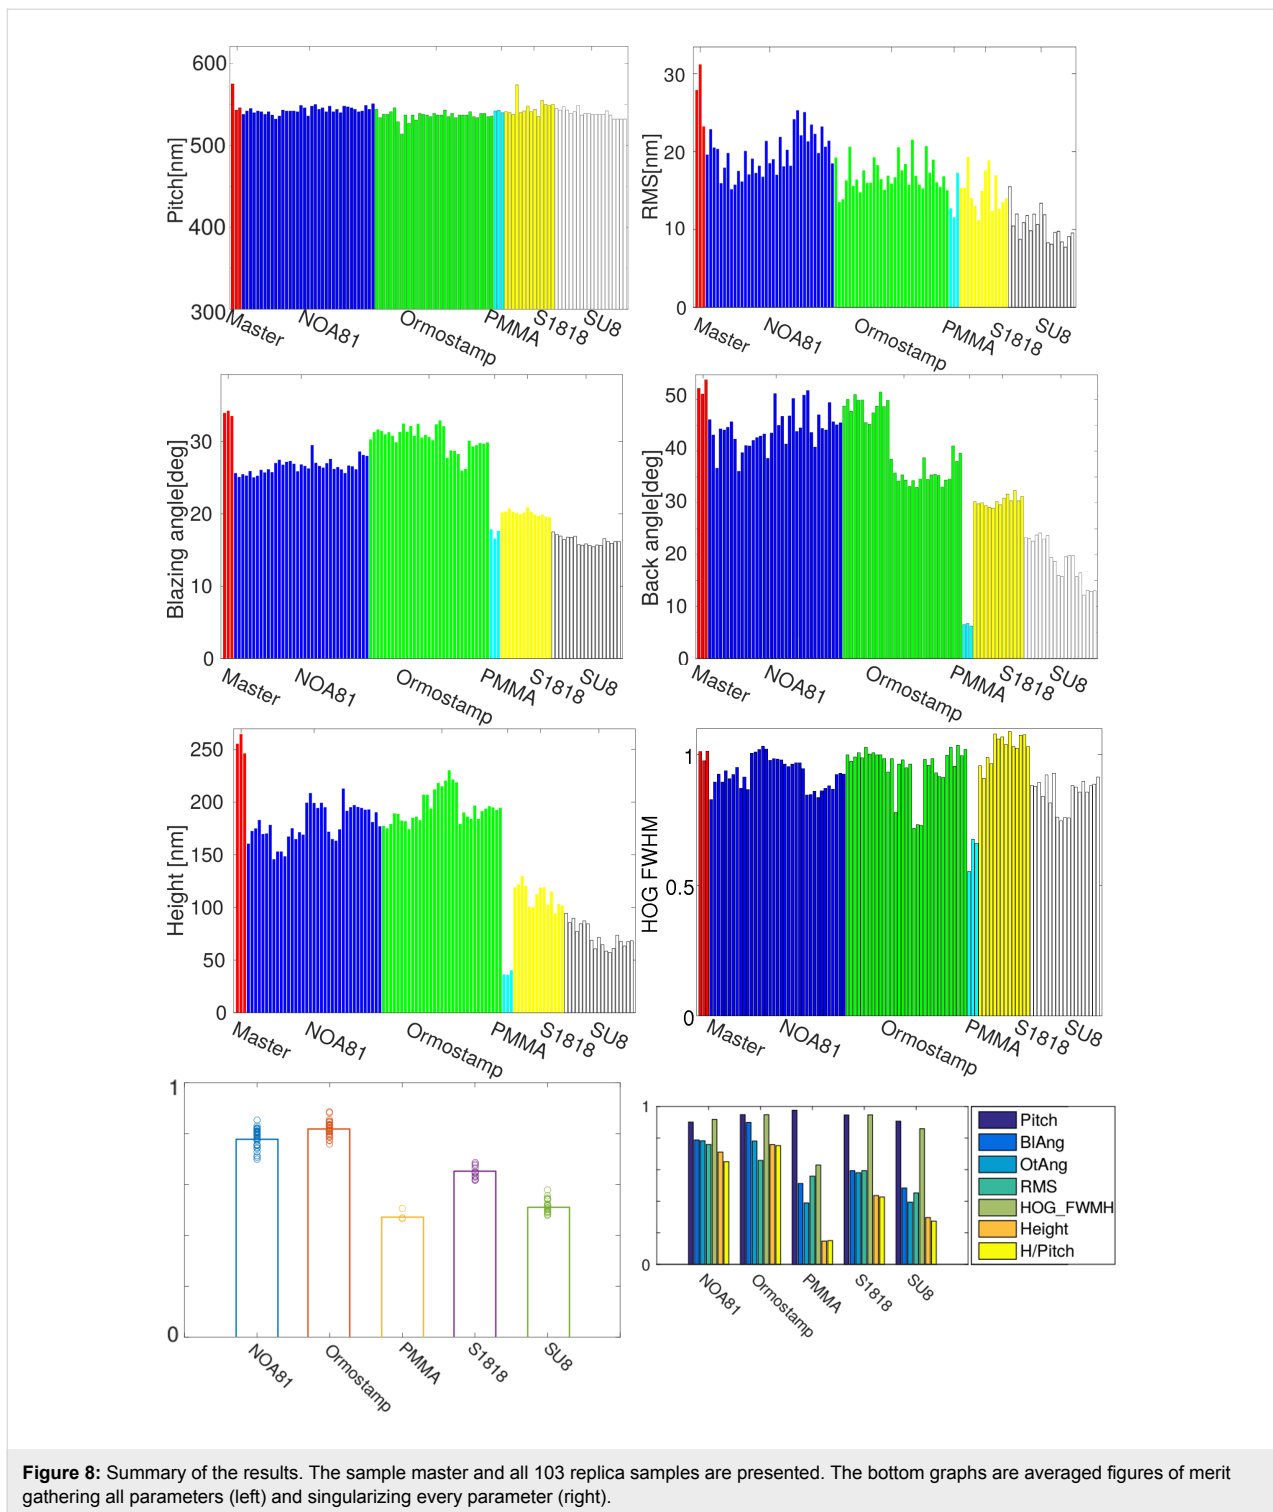 600
500
400
300
Pitch[nm]
Master
NOA81
Ormostamp
PMMA
S1818
SU8
30
20
10
0
RMS[nm]
Master
NOA81
Ormostamp
PMMA
S1818
SU8
30
20
10
0
Blazing angle[deg]
Master
NOA81
Ormostamp
PMMA
S1818
SU8
50
40
30
20
10
0
Back angle[deg]
Master
NOA81
Ormostamp
PMMA
S1818
SU8
250
200
150
100
50
0
Height [nm]
Master
NOA81
Ormostamp
PMMA
S1818
SU8
1
0.5
0
HOG FWHM
Master
NOA81
Ormostamp
PMMA
S1818
SU8
1
0
NOA81
Ormostamp
PMMA
S1818
SU8
1
0
NOA81
Ormostamp
PMMA
S1818
SU8
Pitch
BlAng
OtAng
RMS
HOG_FWMH
Height
H/Pitch
Figure 8: Summary of the results. The sample master and all 103 replica samples are presented. The bottom graphs are averaged figures of merit
gathering all parameters (left) and singularizing every parameter (right).